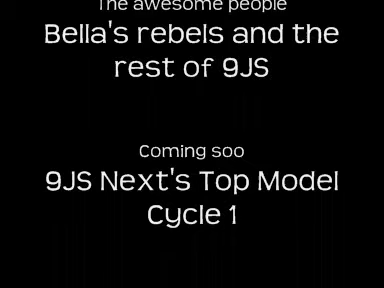 The awesome people
Bella's rebels and the
rest of 9JS
Coming soo
9JS Next's Top Model
Cycle 1